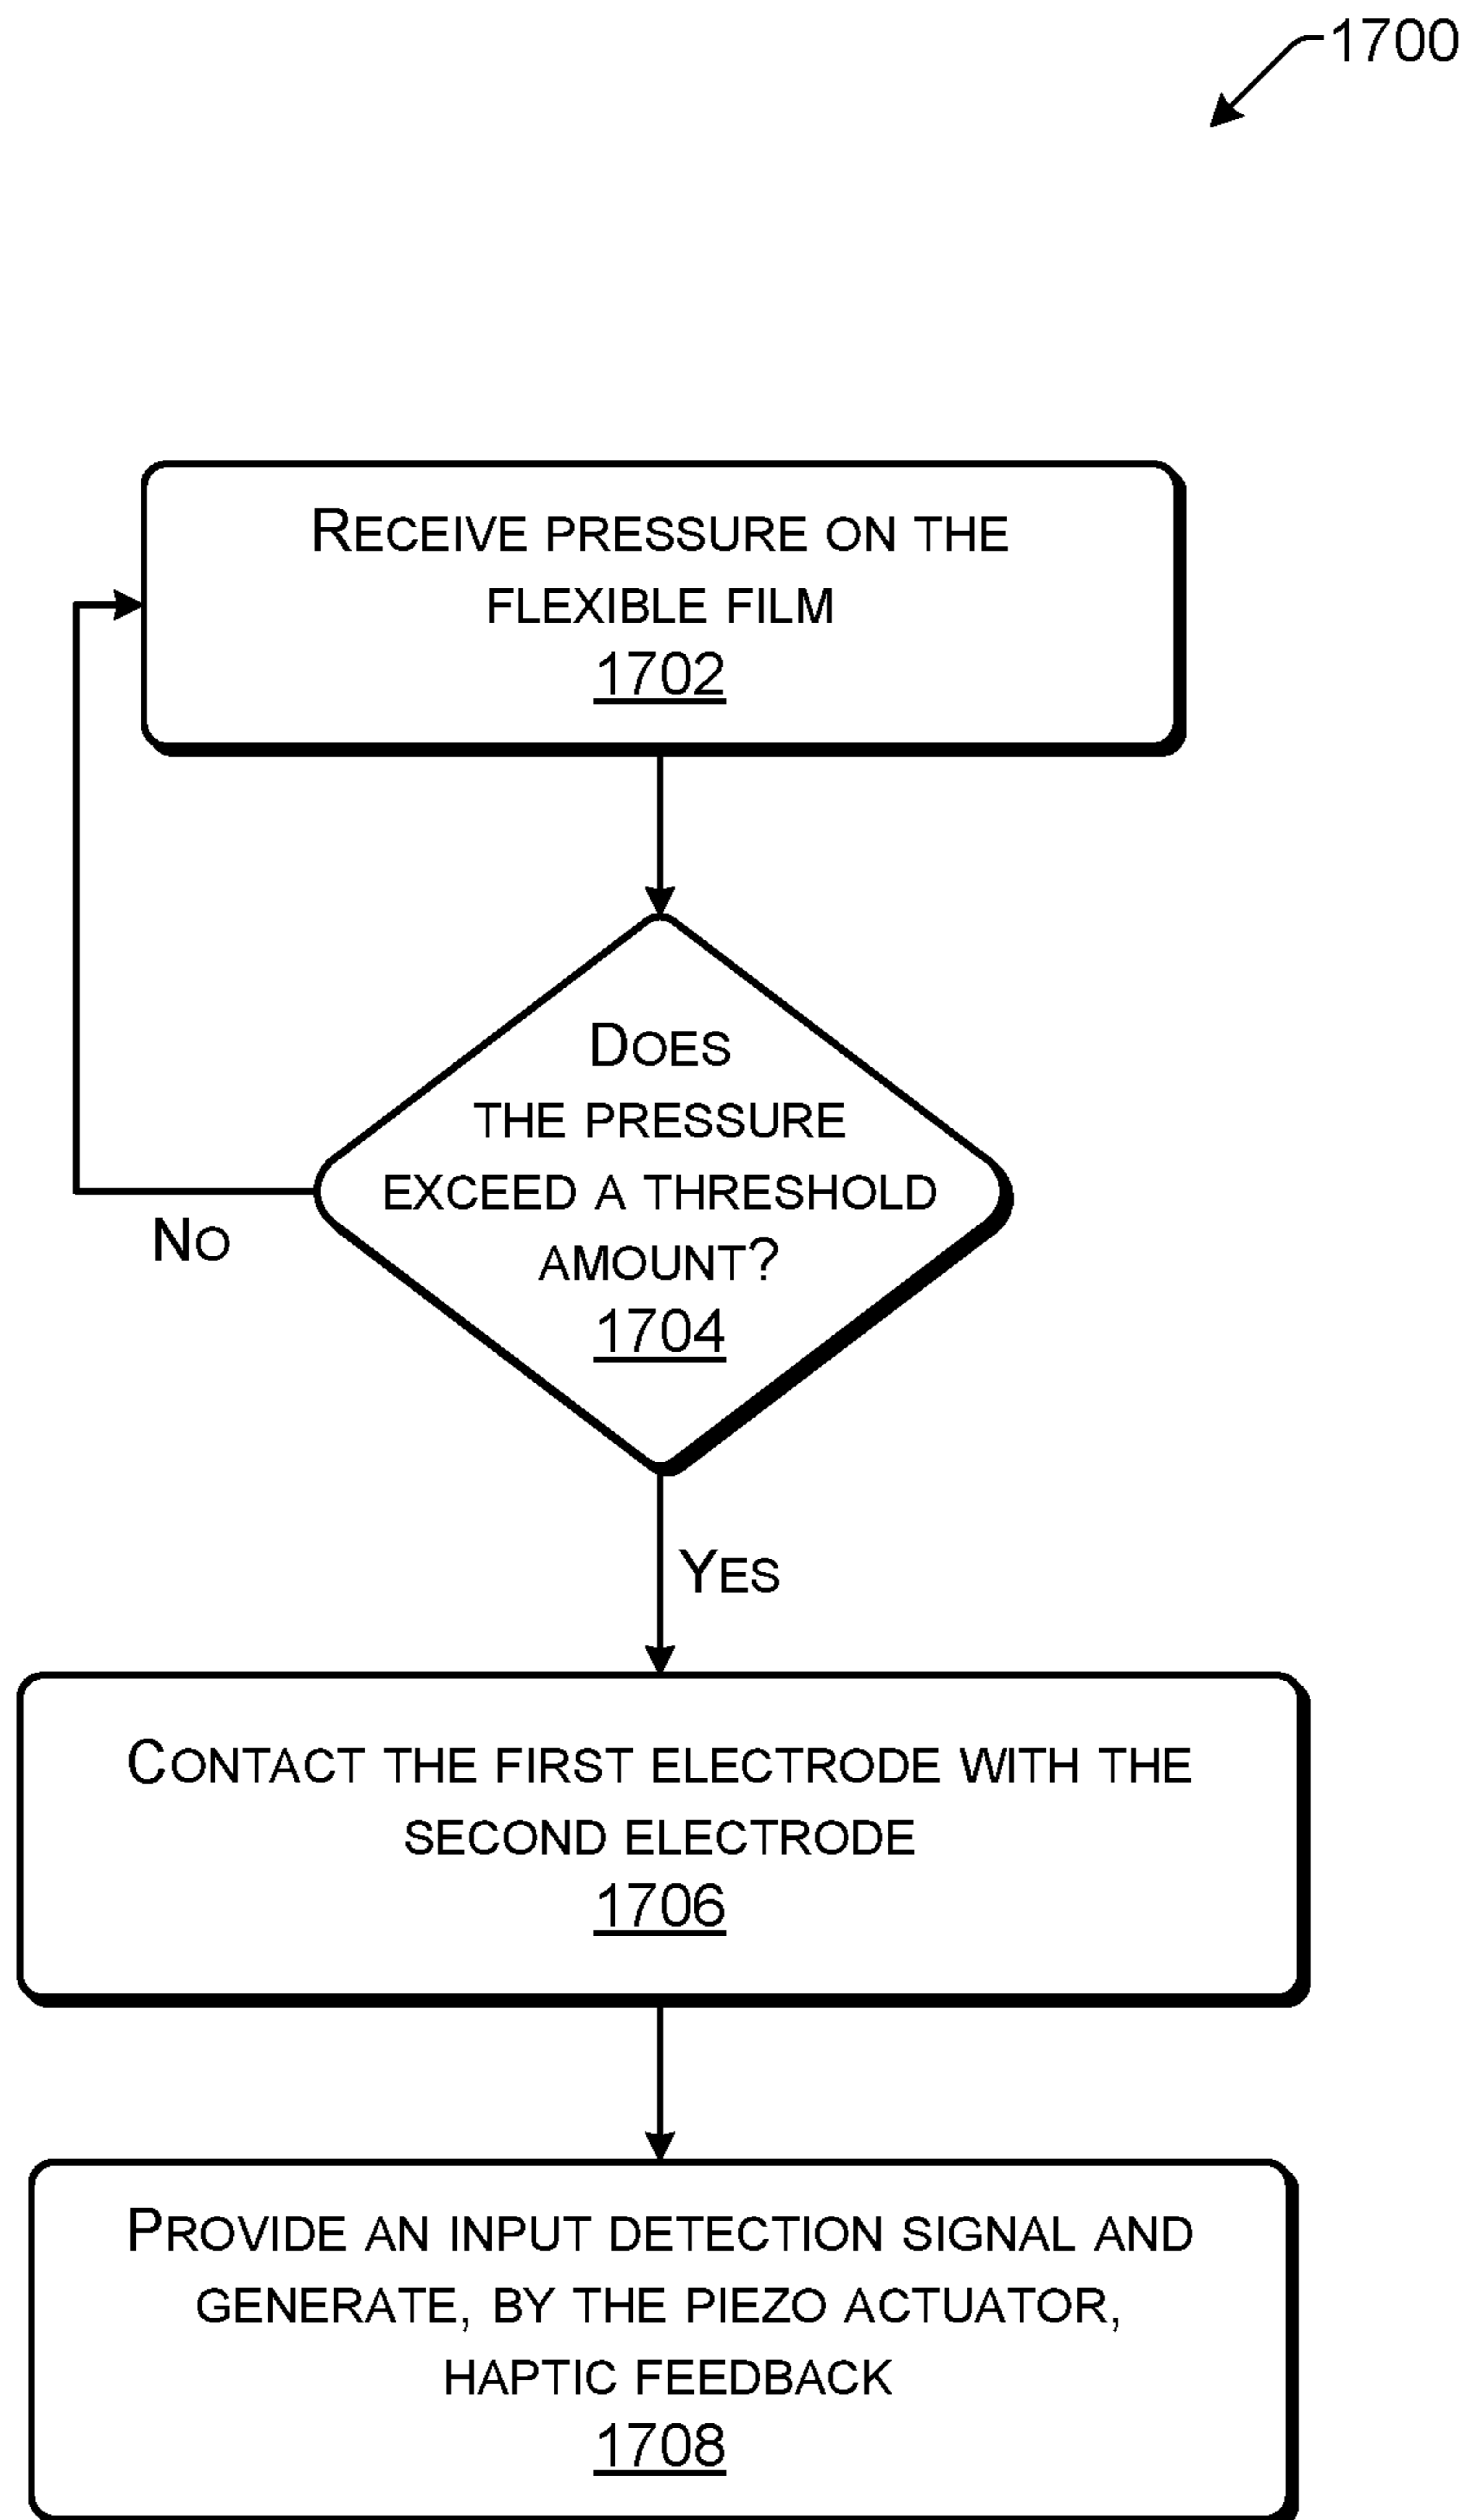 1700
RECEIVE PRESSURE ON THE
FLEXIBLE FILM
1702
DOES
THE PRESSURE
EXCEED A THRESHOLD
AMOUNT?
1704
NO
YES
CONTACT THE FIRST ELECTRODE WITH THE
SECOND ELECTRODE
1706
PROVIDE AN INPUT DETECTION SIGNAL AND
GENERATE, BY THE PIEZO ACTUATOR,
HAPTIC FEEDBACK
1708